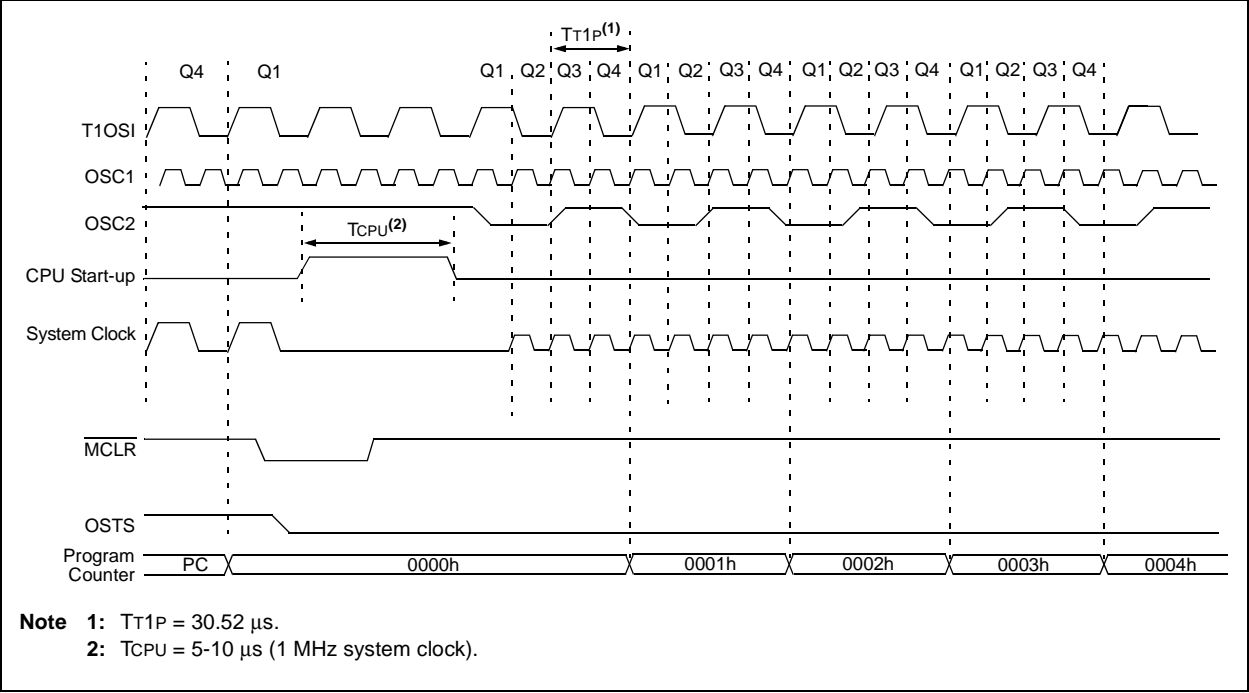 TT1P(1)
Q4 Q1 Q1 Q2 Q3 Q4 Q1 Q2 Q3 Q4 Q1 Q2 Q3 Q4 Q1 Q2 Q3 Q4
T1OSI
OSC1
OSC2
TCPU(2)
CPU Start-up
System Clock
MCLR
OSTS
Program
Counter
PC 0000h 0001h 0002h 0003h 0004h
Note 1: TT1P = 30.52 μs.
2: TCPU = 5-10 μs (1 MHz system clock).